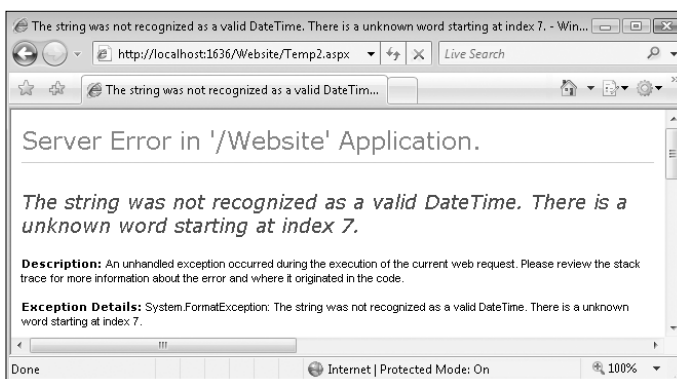 The string was not recognized as a valid DateTime. There is a unknown word starting at index 7. - Win...
http://localhost:1636/Website/Temp2.aspx
Live Search
The string was not recognized as a valid DateTim...
Server Error in '/Website' Application.
The string was not recognized as a valid DateTime. There is a
unknown word starting at index 7.
Description: An unhandled exception occurred during the execution of the current web request. Please review the stack
trace for more information about the error and where it originated in the code.
Exception Details: System.FormatException: The string was not recognized as a valid DateTime. There is a unknown
word starting at index 7.
Done
Internet | Protected Mode: On
100%